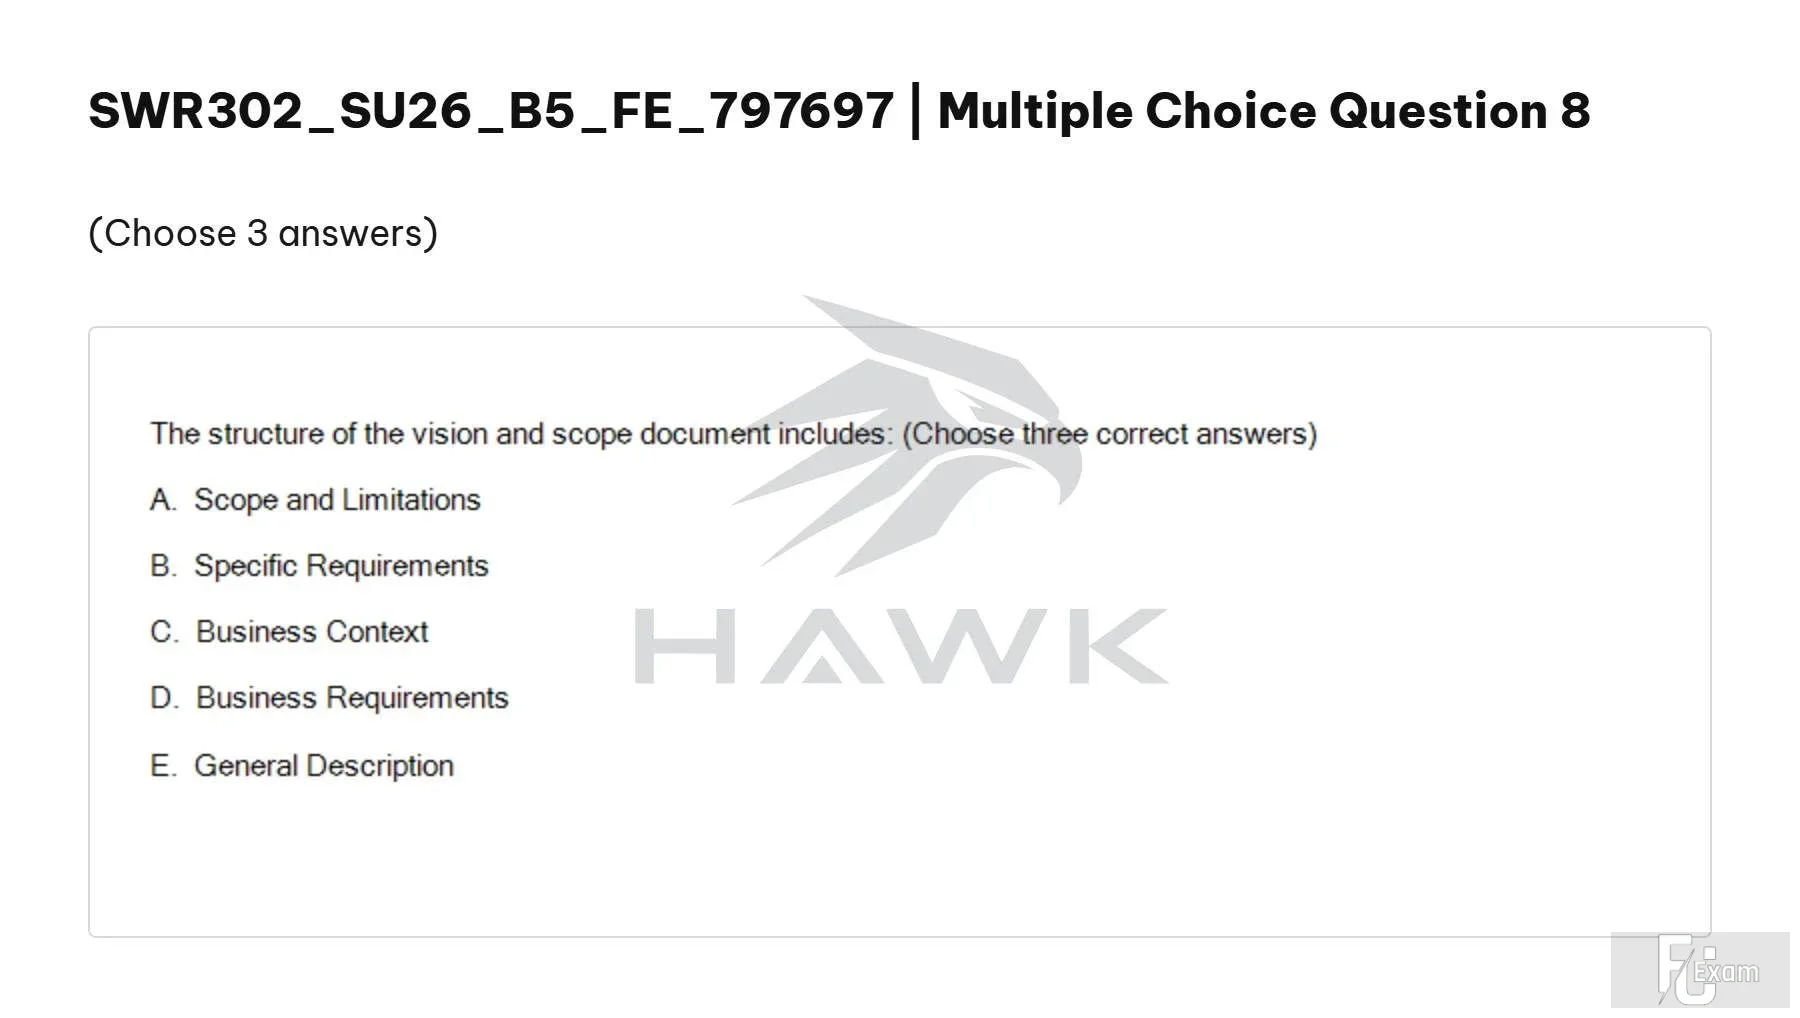 SWR302_SU26_B5_FE_797697 | Multiple Choice Question 8
(Choose 3 answers)
The structure of the vision and scope document includes: (Choose three correct answers)
A. Scope and Limitations
B. Specific Requirements
C. Business Context
D. Business Requirements
E. General Description
HAWK
FU Exam